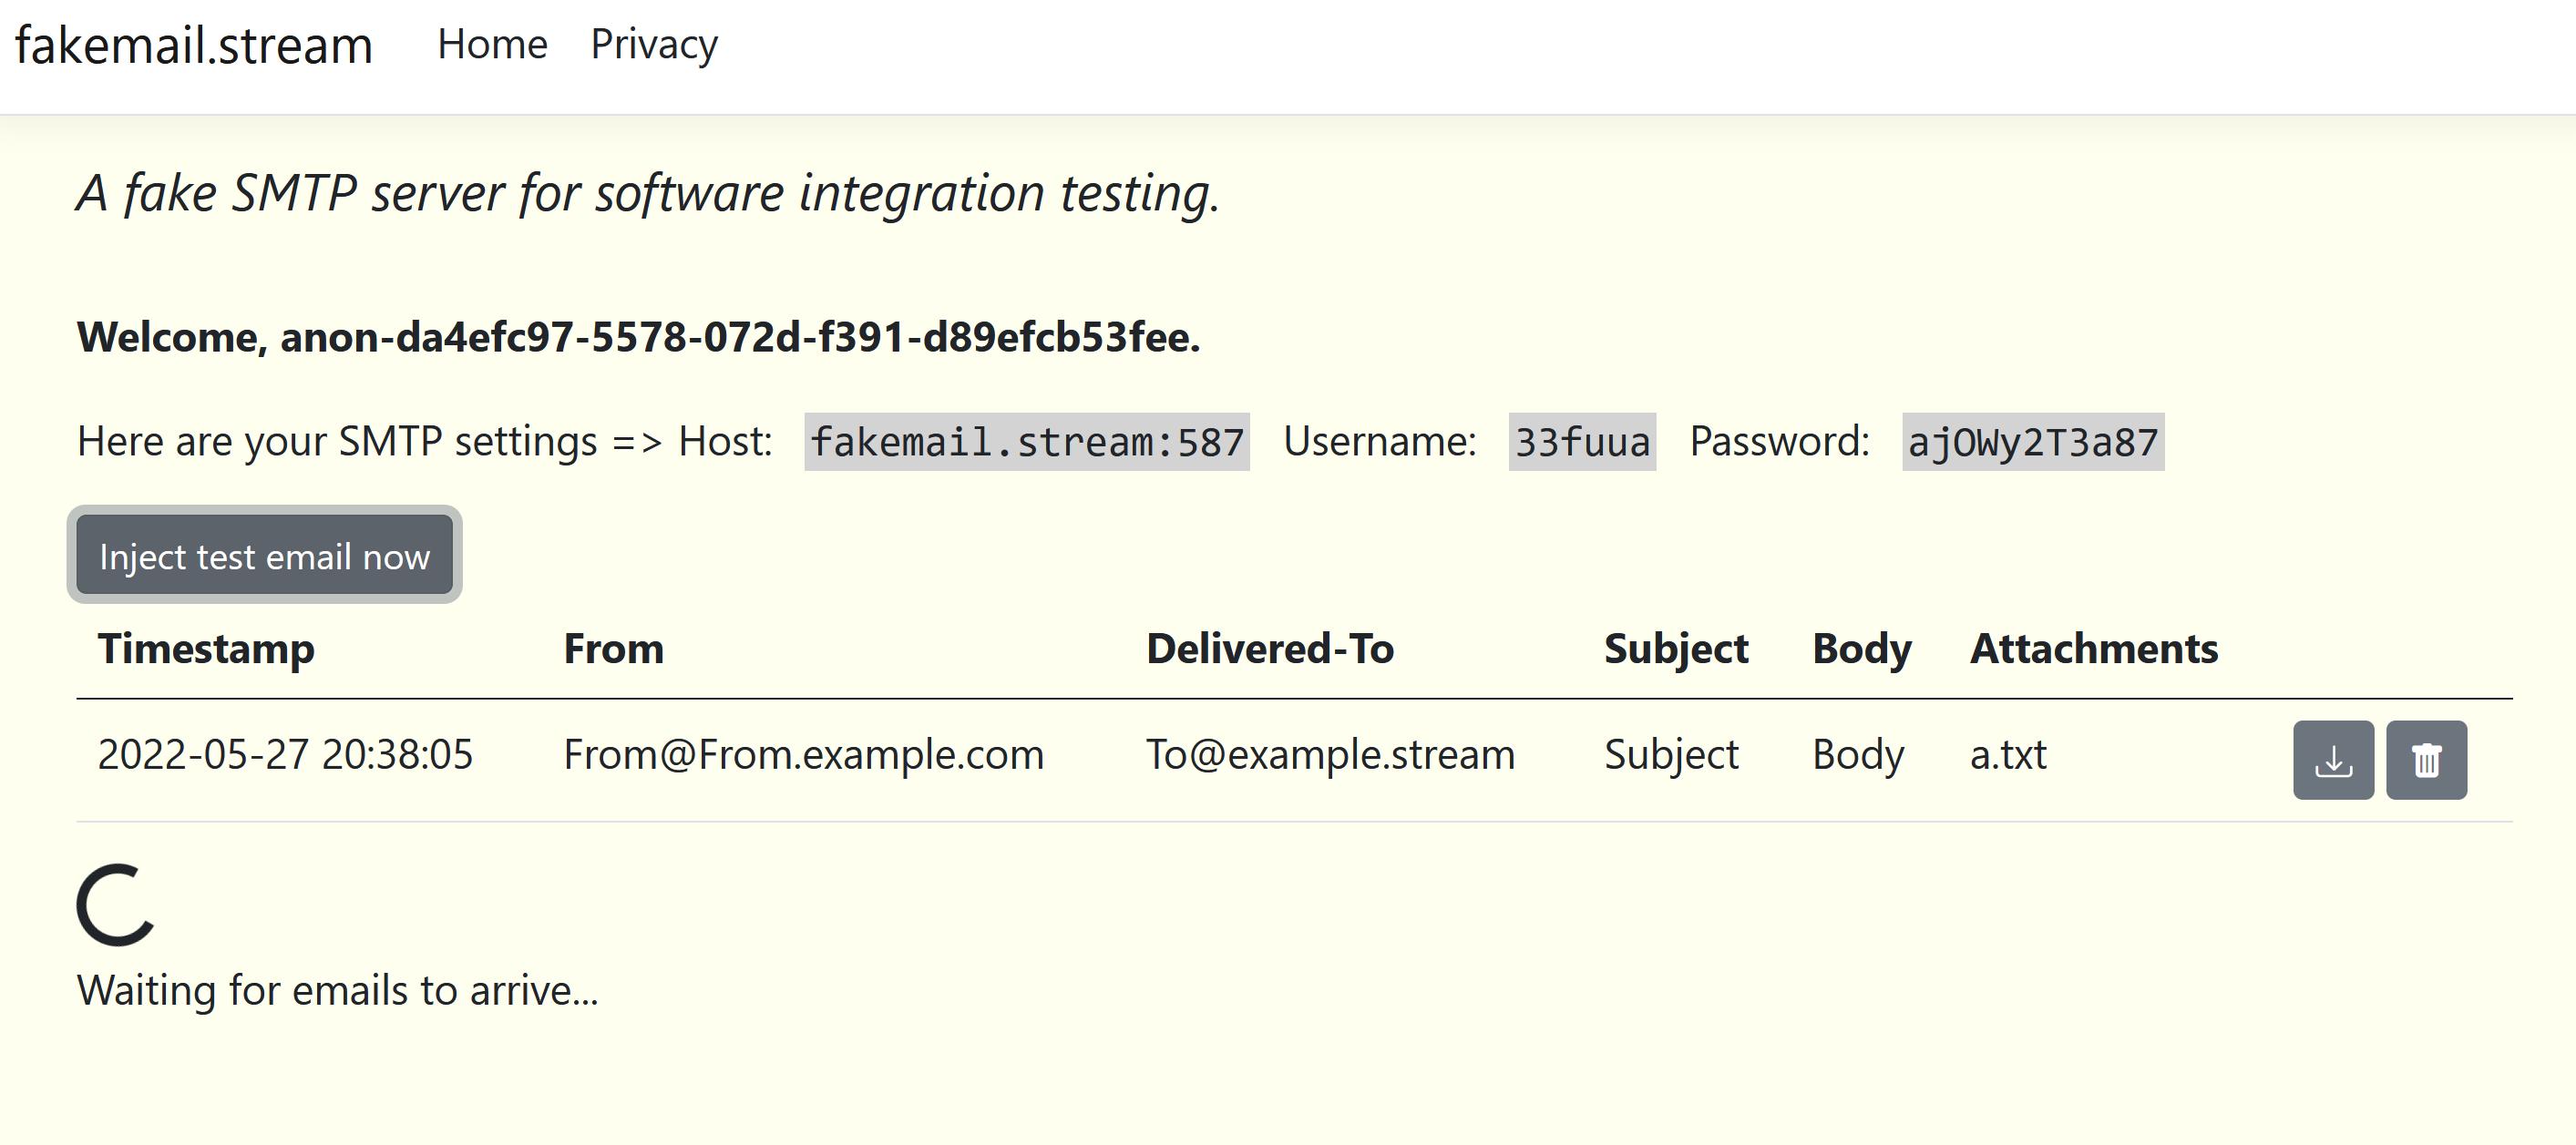 fakemail.stream Home Privacy
A fake SMTP server for software integration testing.
Welcome, anon-da4efc97-5578-072d-f391-d89efcb53fee.
Here are your SMTP settings => Host: fakemail.stream:587 Username: 33fuua Password: ajOWy2T3a87
Inject test email now
Timestamp From Delivered-To Subject Body Attachments
2022-05-27 20:38:05 From@From.example.com To@example.stream Subject Body a.txt
Waiting for emails to arrive...